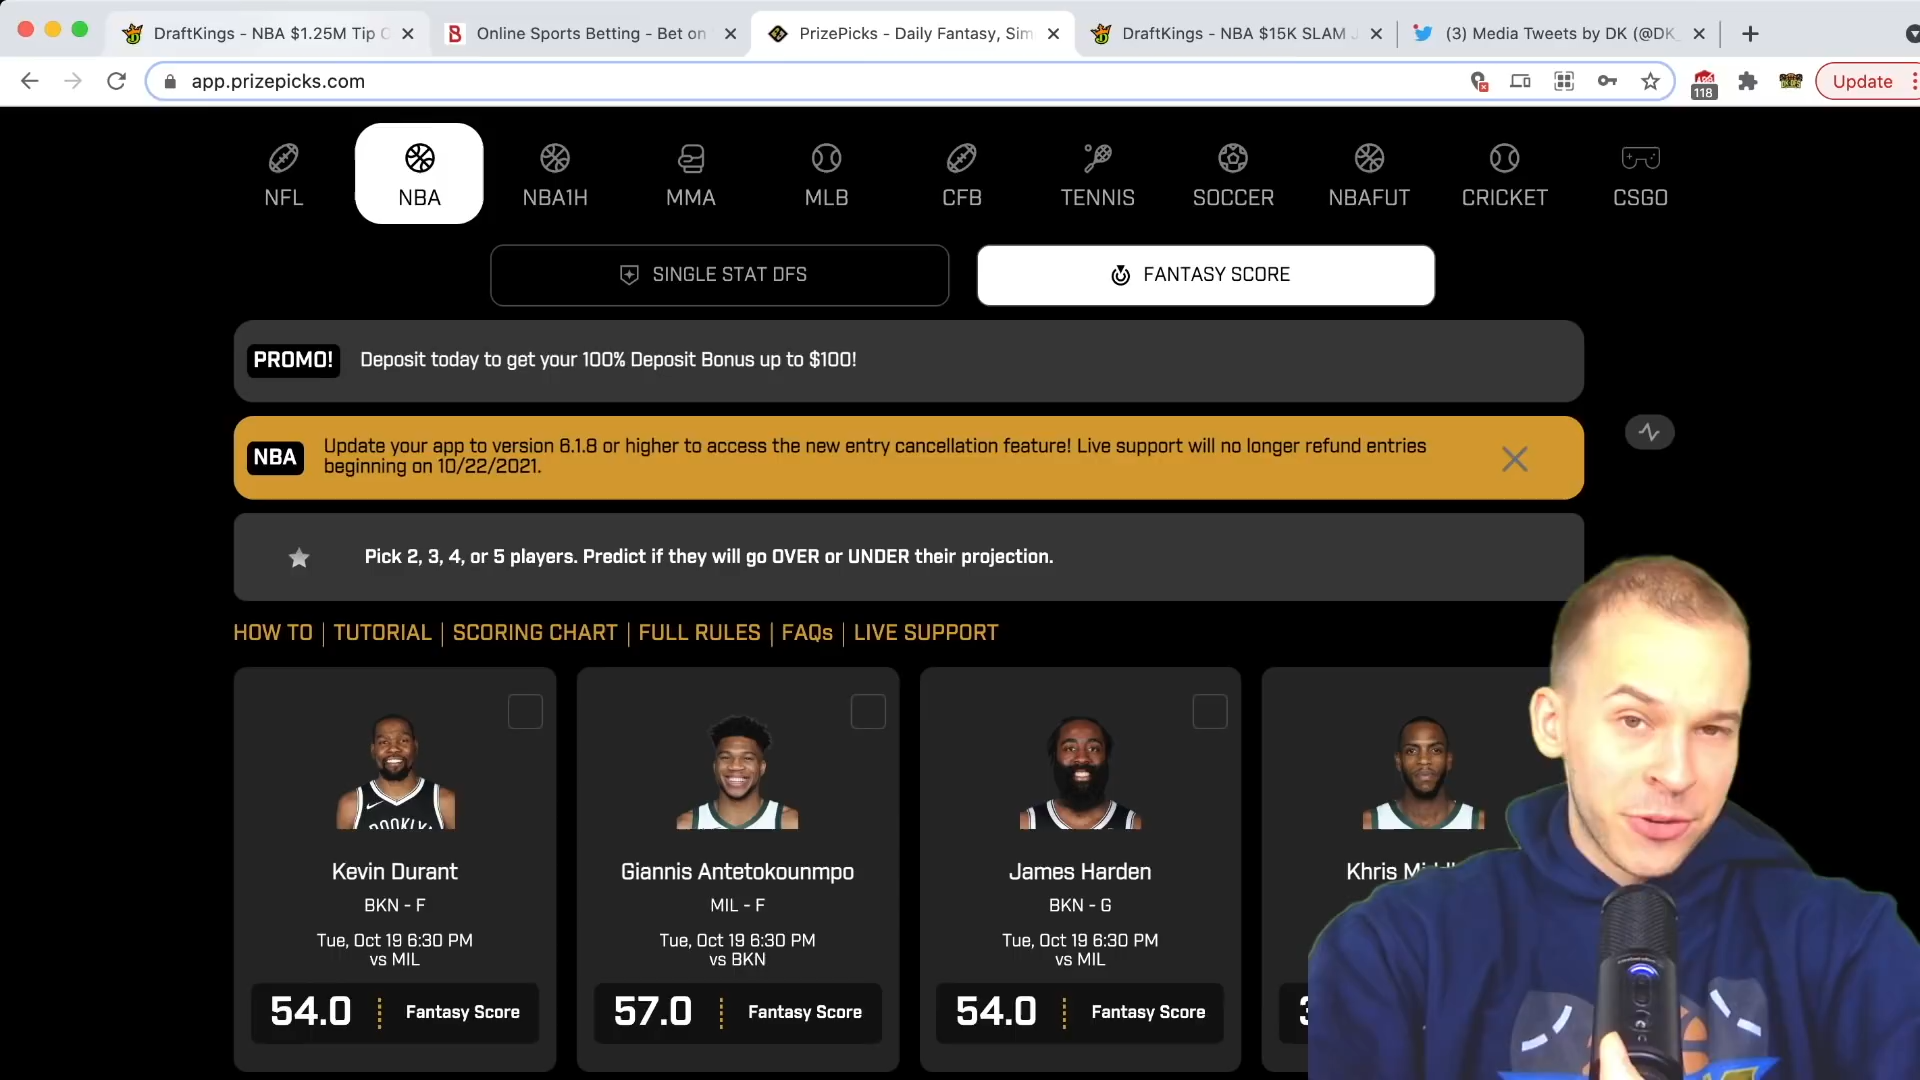 DraftKings - NBA $1.25M Tip
Online Sports Betting - Bet on
PrizePicks - Daily Fantasy, Sim
DraftKings - NBA $15K SLAM
(3) Media Tweets by DK (@DK_
app.prizepicks.com
118
Update
NFL
NBA
NBA1H
MMA
MLB
CFB
TENNIS
SOCCER
NBAFUT
CRICKET
CSGO
SINGLE STAT DFS
FANTASY SCORE
PROMO!
Deposit today to get your 100% Deposit Bonus up to $100!
NBA
Update your app to version 6.1.8 or higher to access the new entry cancellation feature! Live support will no longer refund entries
beginning on 10/22/2021.
Pick 2, 3, 4, or 5 players. Predict if they will go OVER or UNDER their projection.
HOW TO | TUTORIAL | SCORING CHART | FULL RULES | FAQs | LIVE SUPPORT
Kevin Durant
BKN - F
Tue, Oct 19 6:30 PM
vs MIL
54.0
Fantasy Score
Giannis Antetokounmpo
MIL - F
Tue, Oct 19 6:30 PM
vs BKN
57.0
Fantasy Score
James Harden
BKN - G
Tue, Oct 19 6:30 PM
vs MIL
54.0
Fantasy Score
Khris